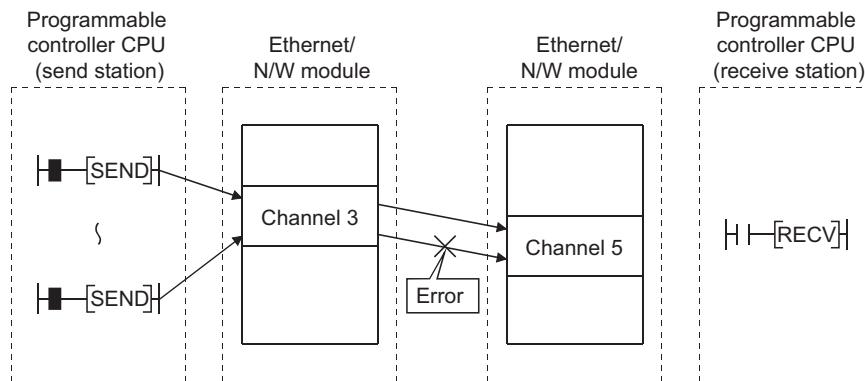 Programmable
controller CPU
(send station)
Ethernet/
N/W module
Ethernet/
N/W module
Programmable
controller CPU
(receive station)
SEND
Channel 3
Channel 5
RECV
SEND
Error